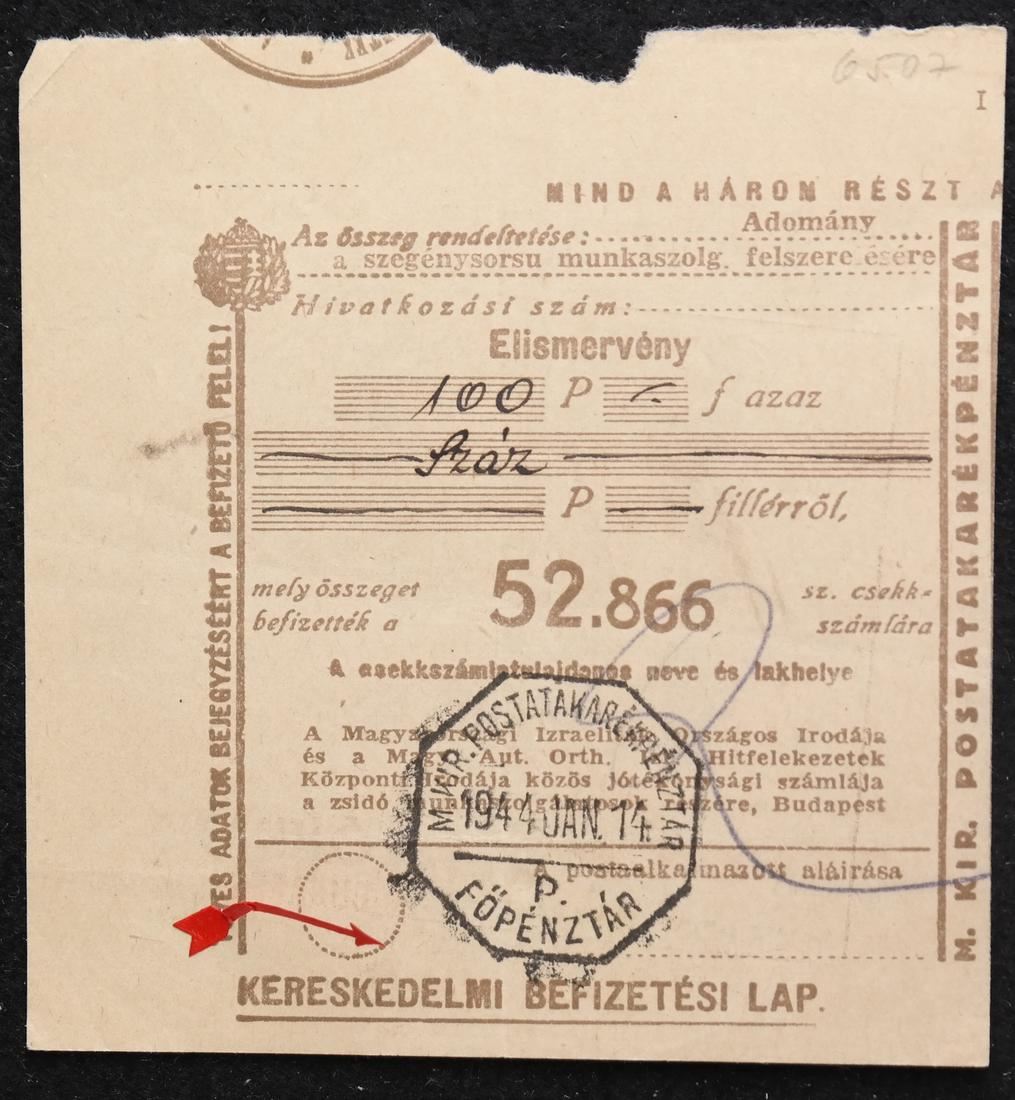 6507
I
MIND A HÁROM RÉSZT A
Az összeg rendeltetése: Adomány
a szegénysorsu munkaszolg. felszere ésére
Hivatkozási szám:
Elismervény
100 P - f azaz
Száz
P fillérről,
mely összeget befizették a
52.866
sz. csekk-számlára
A csekkszámlatulajdonos neve és lakhelye
A Magyarországi Izraeliták Országos Irodája
és a Magy. Aut. Orth. Hitfelekezetek
Központi Irodája közös jótékonysági számlája
a zsidó munkaszolgálatosok részére, Budapest
A postaalkalmazott aláírása
M. KIR. POSTATAKARÉKPÉNZTÁR
1944 JAN. 14.
P.
FŐPÉNZTÁR
KERESKEDELMI BEFIZETÉSI LAP.
YES ADATOK BEJEGYZÉSÉÉRT A BEFIZETŐ FELEL!
M. KIR. POSTATAKARÉKPÉNZTÁR